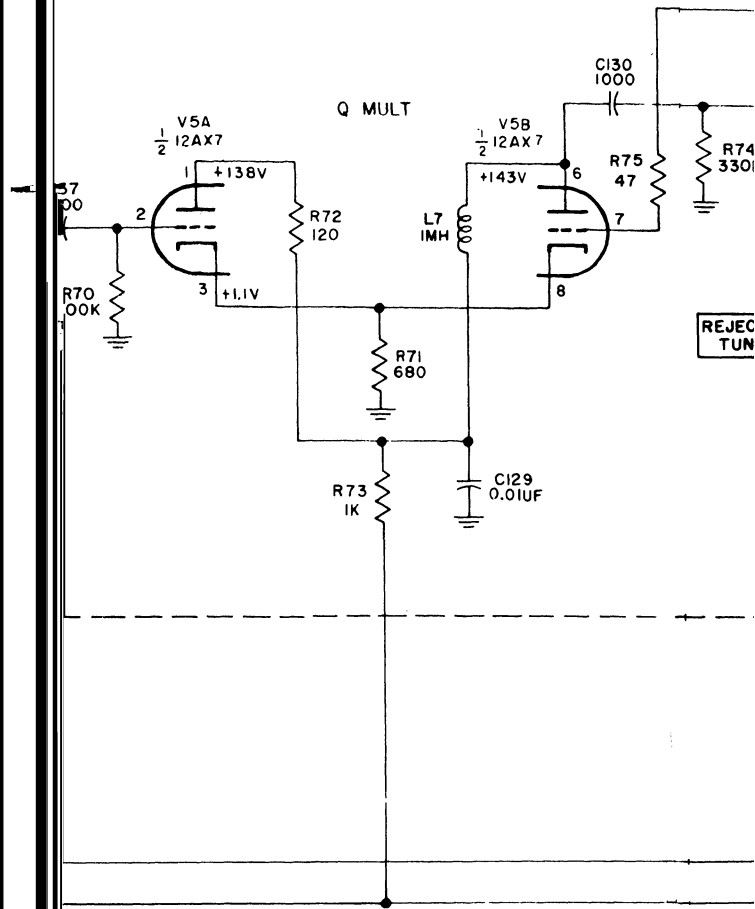 C130
1000
Q MULT
V5A
1/2 12AX7
V5B
1/2 12AX7
1
+138V
+143V
6
R75
47
R74
2
R72
120
L7
1MH
7
3
+1.1V
8
R70
R71
680
R73
1K
C129
0.01UF